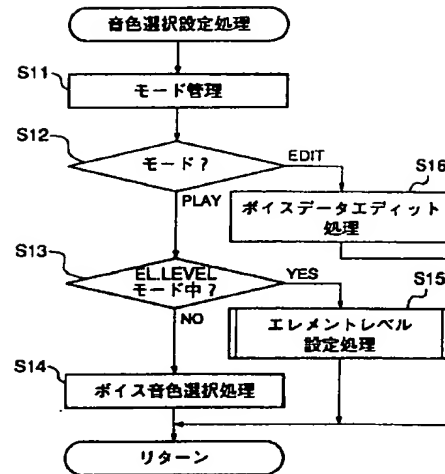 音色選択設定処理
S11
モード管理
S12
モード?
EDIT
PLAY
S16
ボイスデータエディット
処理
S13
EL.LEVEL
モード中?
YES
NO
S15
エレメントレベル
設定処理
S14
ボイス音色選択処理
リターン